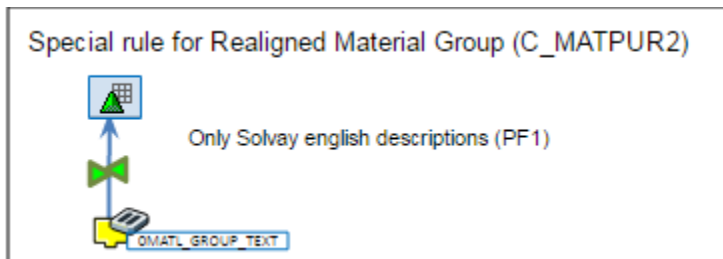 Special rule for Realigned Material Group (C_MATPUR2)
Only Solvay english descriptions (PF1)
0MATL_GROUP_TEXT